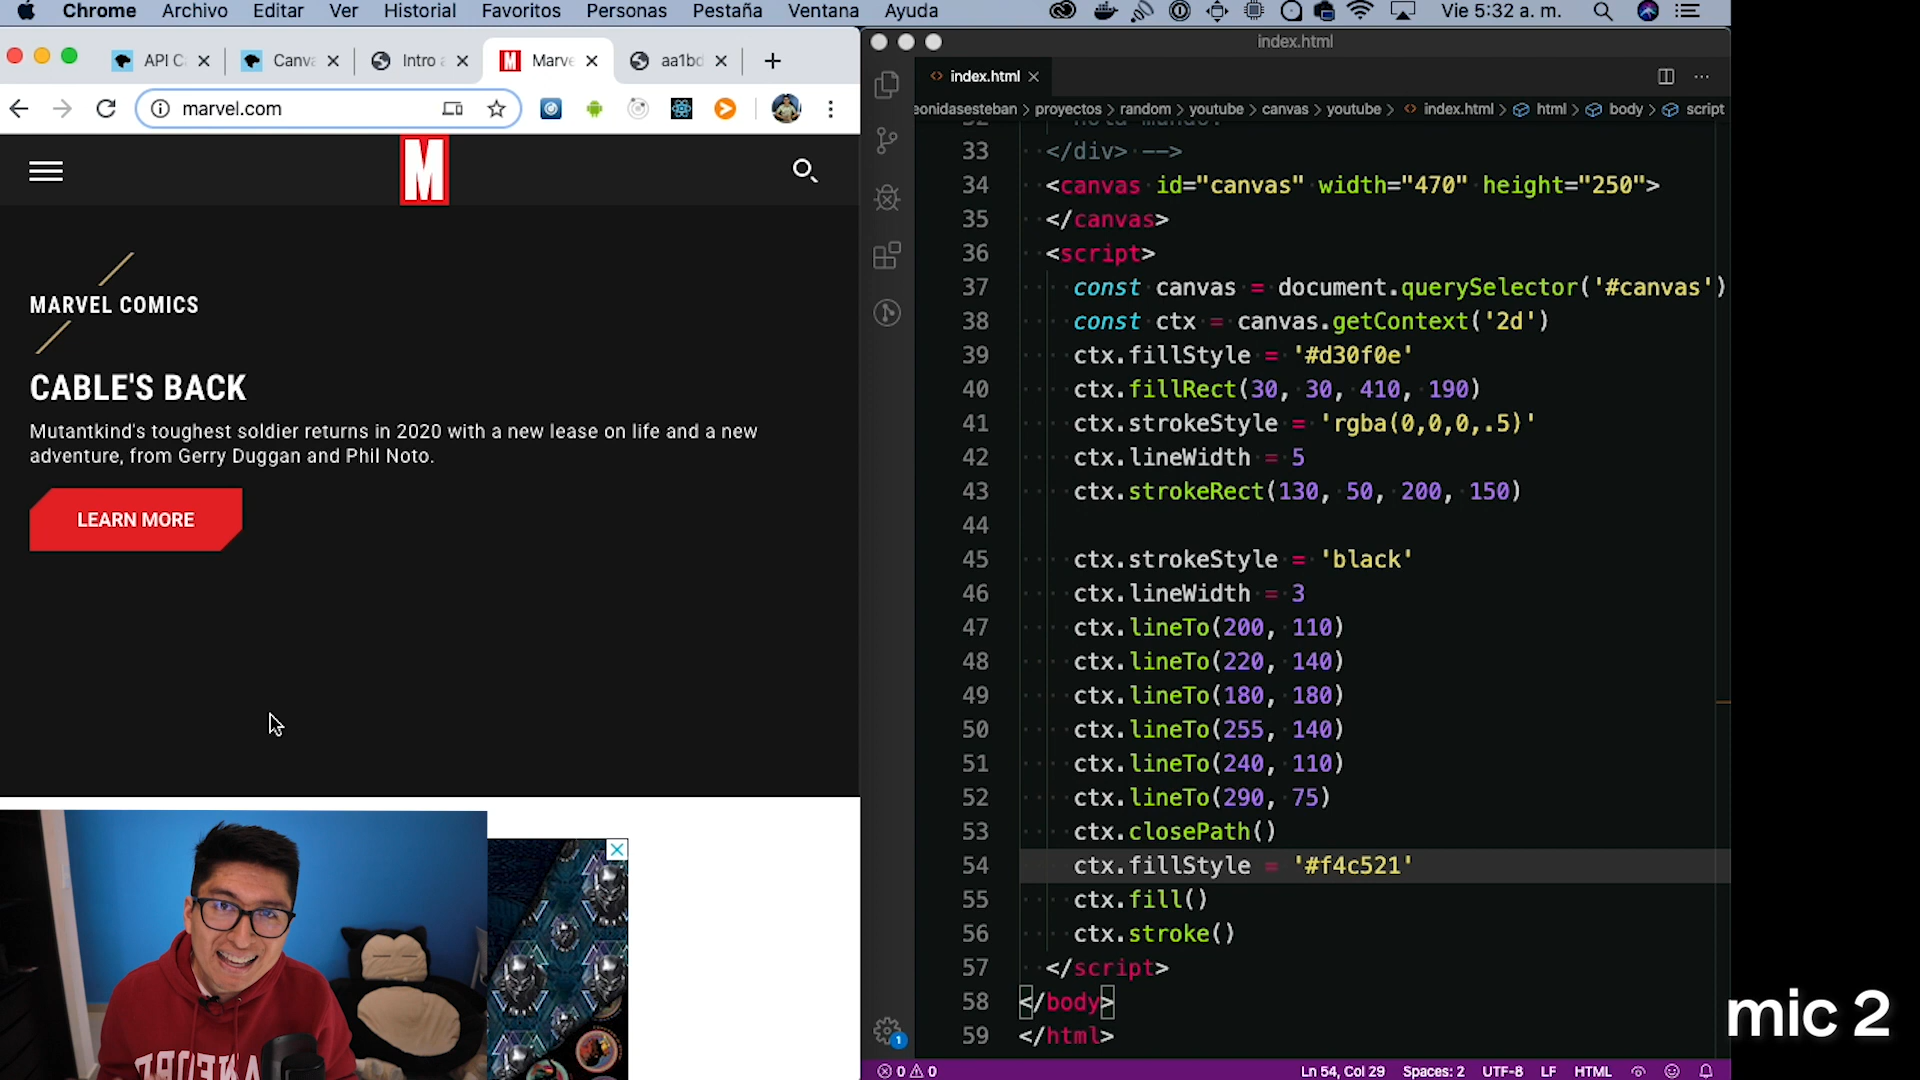 Chrome Archivo Editar Ver Historial Favoritos Personas Pestaña Ventana Ayuda Vie 5:32 a. m.
API C Canva Intro Marve aa1bd
marvel.com
M
MARVEL COMICS
CABLE'S BACK
Mutantkind's toughest soldier returns in 2020 with a new lease on life and a new
adventure, from Gerry Duggan and Phil Noto.
LEARN MORE
index.html
index.html
eonidasesteban > proyectos > random > youtube > canvas > youtube > index.html > html > body > script
33 </div> -->
34 <canvas id="canvas" width="470" height="250">
35 </canvas>
36 <script>
37 const canvas = document.querySelector('#canvas')
38 const ctx = canvas.getContext('2d')
39 ctx.fillStyle = '#d30f0e'
40 ctx.fillRect(30, 30, 410, 190)
41 ctx.strokeStyle = 'rgba(0,0,0,.5)'
42 ctx.lineWidth = 5
43 ctx.strokeRect(130, 50, 200, 150)
44
45 ctx.strokeStyle = 'black'
46 ctx.lineWidth = 3
47 ctx.lineTo(200, 110)
48 ctx.lineTo(220, 140)
49 ctx.lineTo(180, 180)
50 ctx.lineTo(255, 140)
51 ctx.lineTo(240, 110)
52 ctx.lineTo(290, 75)
53 ctx.closePath()
54 ctx.fillStyle = '#f4c521'
55 ctx.fill()
56 ctx.stroke()
57 </script>
58 </body>
59 </html>
1
0 0 Ln 54, Col 29 Spaces: 2 UTF-8 LF HTML
mic 2